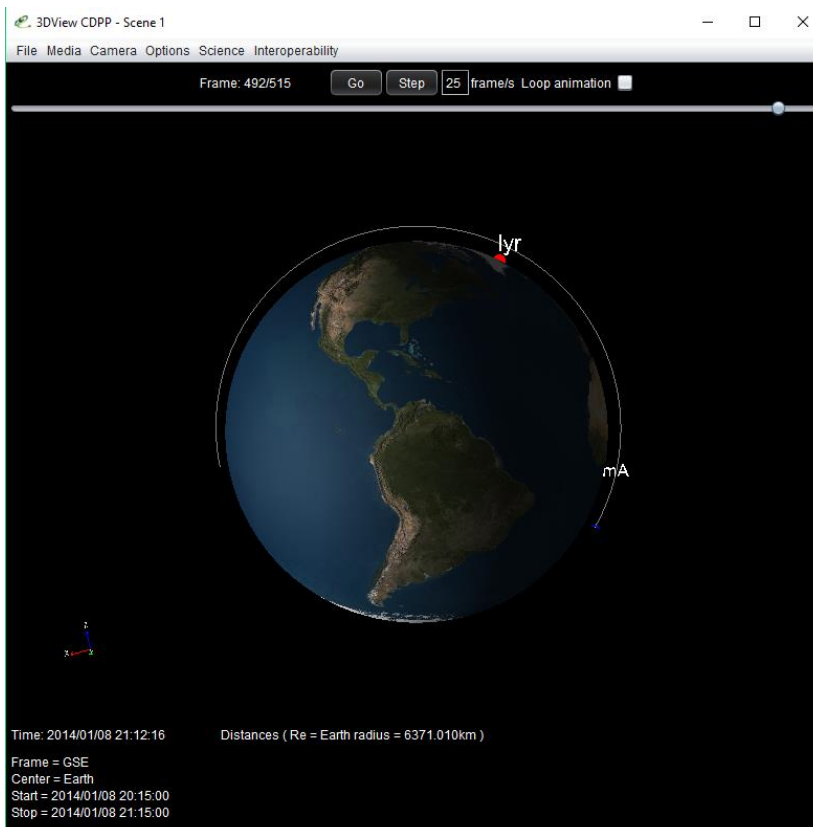 3DView CDPP - Scene 1
File Media Camera Options Science Interoperability
Frame: 492/515 Go Step 25 frame/s Loop animation
lyr
mA
z
X
Time: 2014/01/08 21:12:16 Distances ( Re = Earth radius = 6371.010km )
Frame = GSE
Center = Earth
Start = 2014/01/08 20:15:00
Stop = 2014/01/08 21:15:00